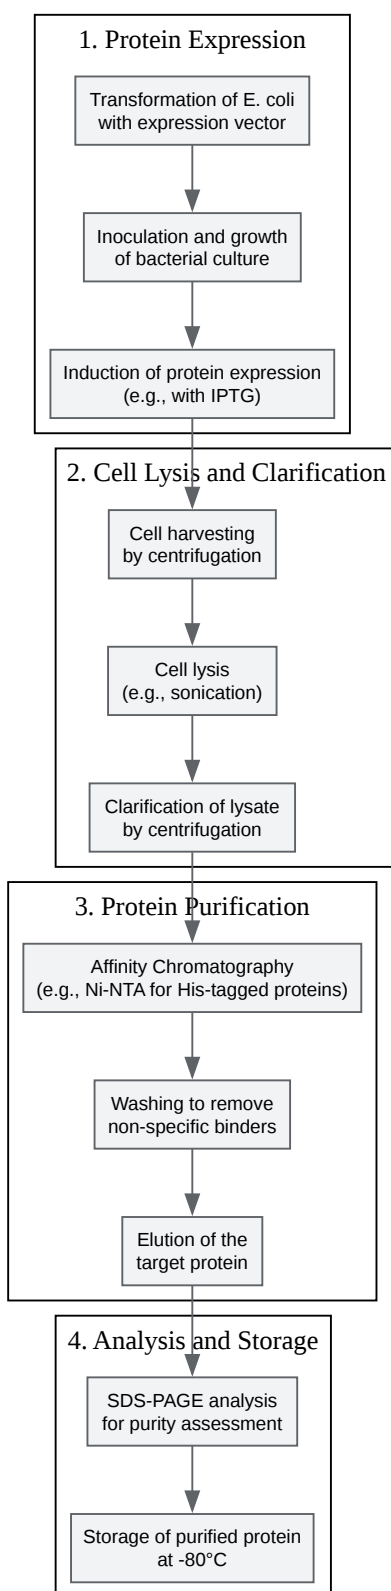 1. Protein Expression
Transformation of E. coli
with expression vector
Inoculation and growth
of bacterial culture
Induction of protein expression
(e.g., with IPTG)
2. Cell Lysis and Clarification
Cell harvesting
by centrifugation
Cell lysis
(e.g., sonication)
Clarification of lysate
by centrifugation
3. Protein Purification
Affinity Chromatography
(e.g., Ni-NTA for His-tagged proteins)
Washing to remove
non-specific binders
Elution of the
target protein
4. Analysis and Storage
SDS-PAGE analysis
for purity assessment
Storage of purified protein
at -80°C